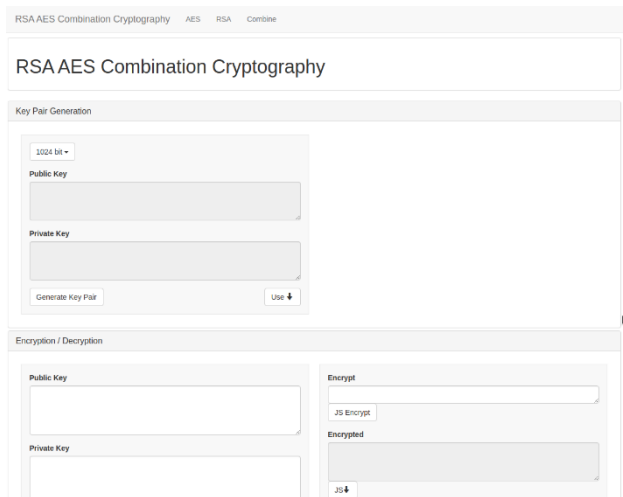 RSA AES Combination Cryptography AES RSA Combine
RSA AES Combination Cryptography
Key Pair Generation
1024 bit
Public Key
Private Key
Generate Key Pair Use
Encryption / Decryption
Public Key
Private Key
Encrypt
JS Encrypt
Encrypted
JS